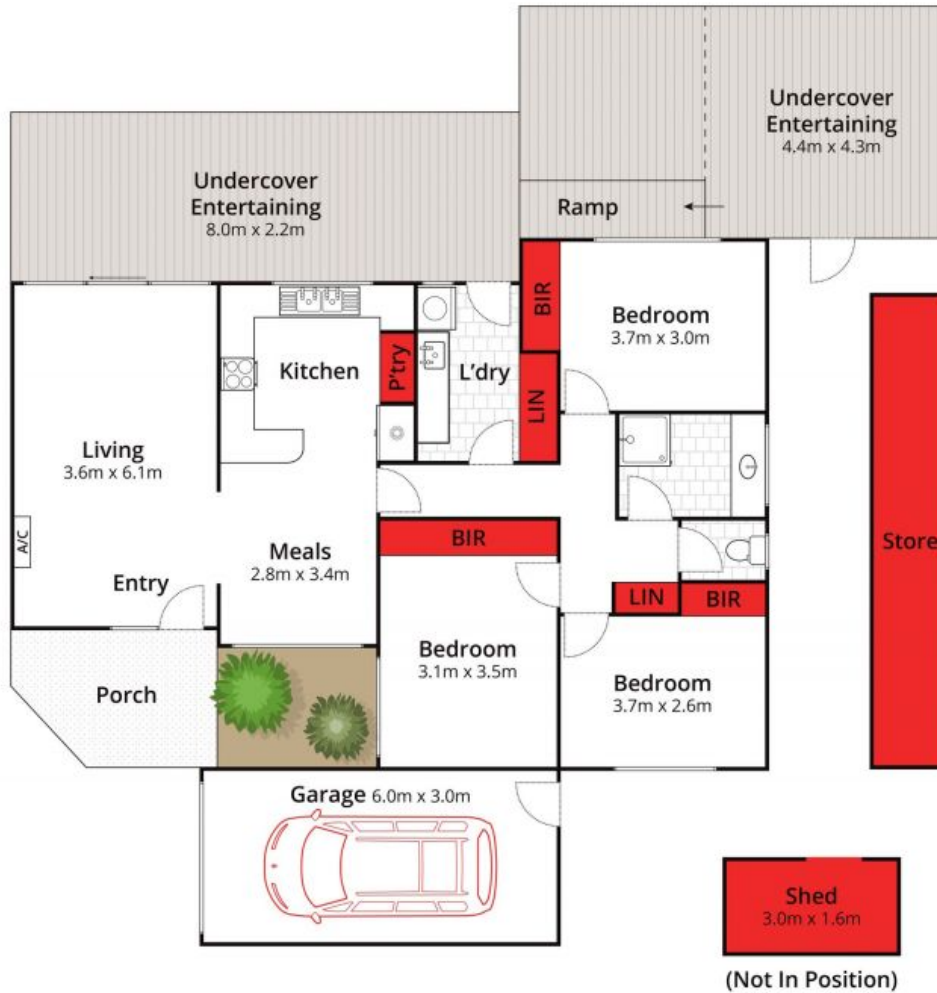 Undercover
Entertaining
4.4m x 4.3m
Undercover
Entertaining
8.0m x 2.2m
Ramp
BIR
Bedroom
3.7m x 3.0m
Kitchen
P'try
L'dry
LIN
Living
3.6m x 6.1m
A/C
BIR
Store
Meals
2.8m x 3.4m
Entry
LIN
BIR
Bedroom
3.1m x 3.5m
Bedroom
3.7m x 2.6m
Porch
Garage 6.0m x 3.0m
Shed
3.0m x 1.6m
(Not In Position)